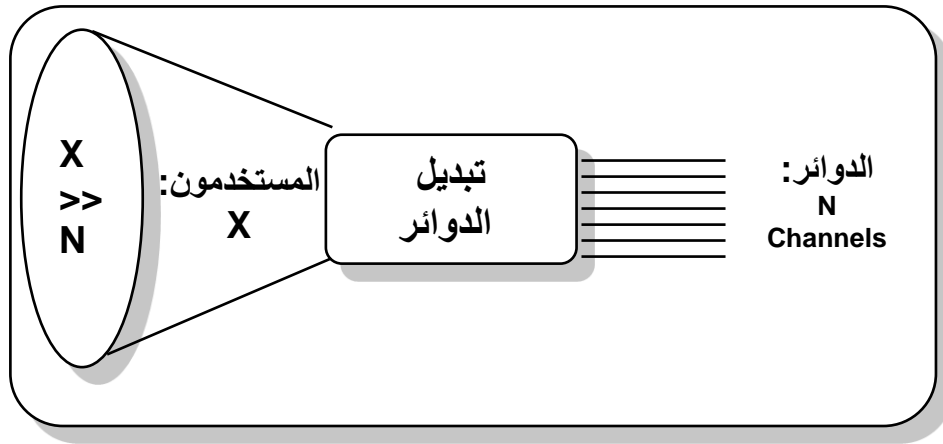 X
>>
N
المستخدمون:
X
تبديل
الدوائر
الدوائر:
N
Channels